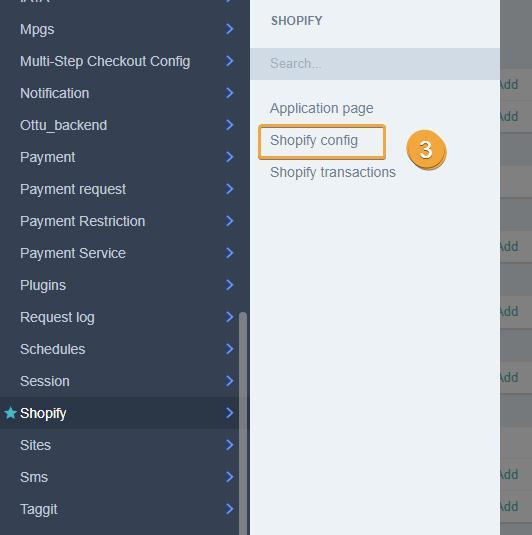 Mpgs
Multi-Step Checkout Config
Notification
Ottu_backend
Payment
Payment request
Payment Restriction
Payment Service
Plugins
Request log
Schedules
Session
Shopify
Sites
Sms
Taggit
SHOPIFY
Search...
Application page
Shopify config
3
Shopify transactions
Add
Add
Add
Add
Add
Add
Add